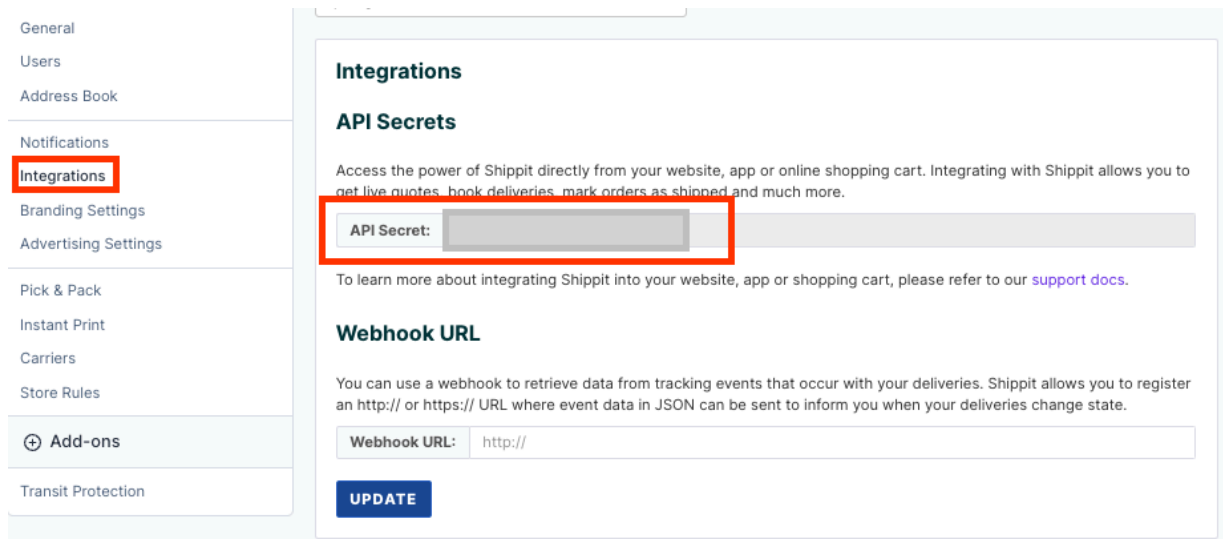 General
Users
Address Book
Notifications
Integrations
Branding Settings
Advertising Settings
Pick & Pack
Instant Print
Carriers
Store Rules
Add-ons
Transit Protection
Integrations
API Secrets
Access the power of Shippit directly from your website, app or online shopping cart. Integrating with Shippit allows you to
get live quotes, book deliveries, mark orders as shipped and much more.
API Secret:
To learn more about integrating Shippit into your website, app or shopping cart, please refer to our support docs.
Webhook URL
You can use a webhook to retrieve data from tracking events that occur with your deliveries. Shippit allows you to register
an http:// or https:// URL where event data in JSON can be sent to inform you when your deliveries change state.
Webhook URL: http://
UPDATE